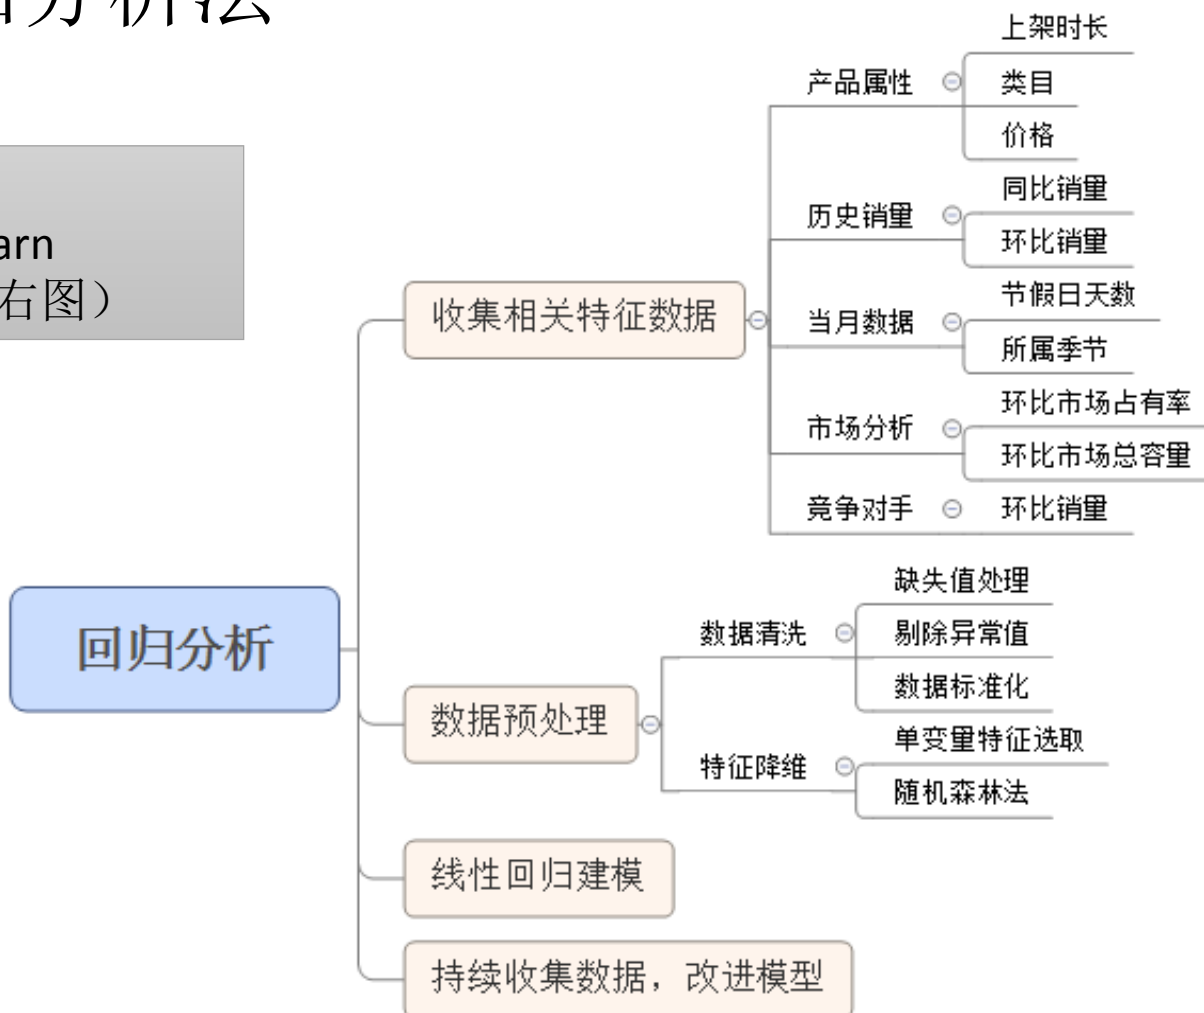 分析法
arn
右图）
回归分析
收集相关特征数据
产品属性
上架时长
类目
价格
历史销量
同比销量
环比销量
当月数据
节假日天数
所属季节
市场分析
环比市场占有率
环比市场总容量
竞争对手
环比销量
数据预处理
数据清洗
缺失值处理
剔除异常值
数据标准化
特征降维
单变量特征选取
随机森林法
线性回归建模
持续收集数据，改进模型